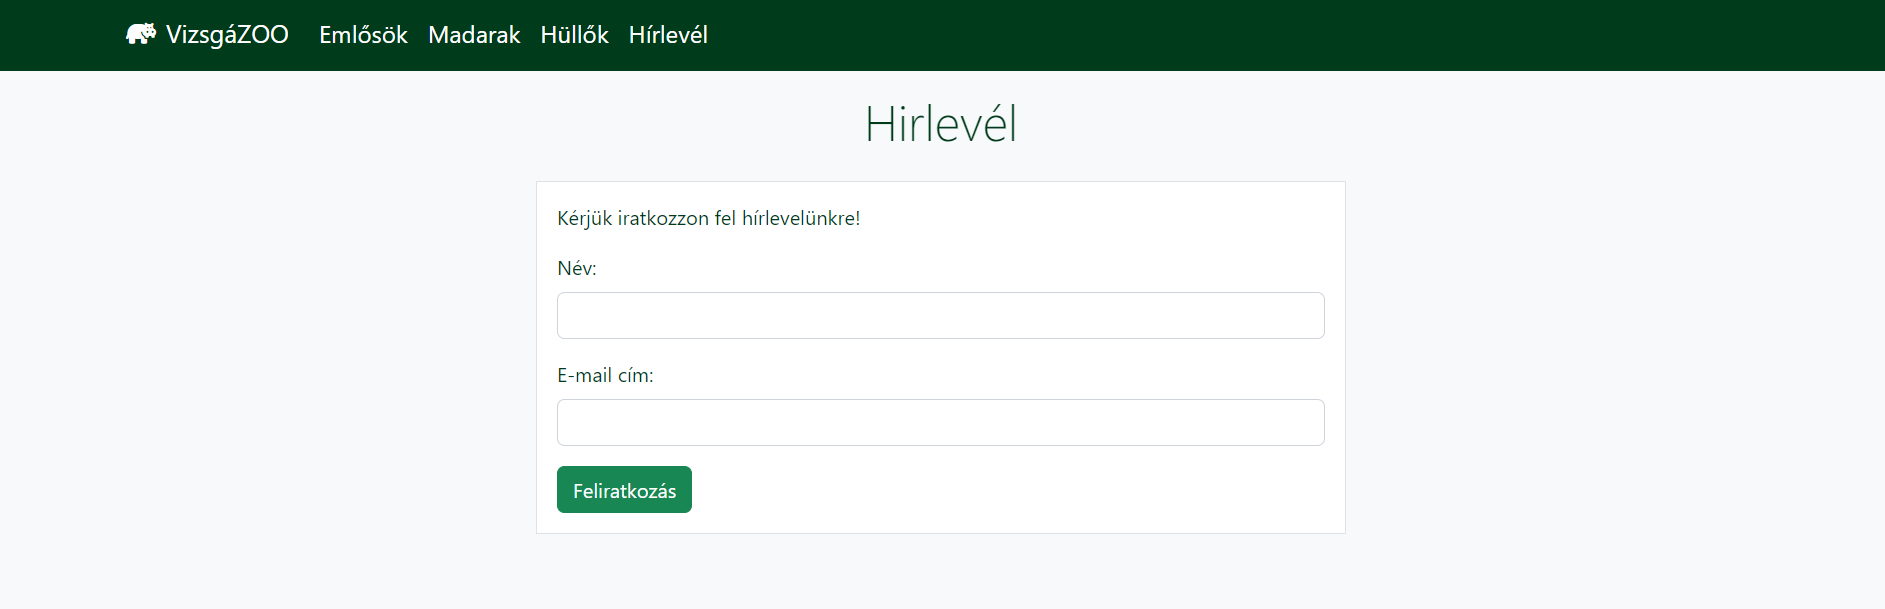 VizsgáZOO Emlősök Madarak Hüllők Hírlevél
Hirlevél
Kérjük iratkozzon fel hírlevelünkre!
Név:
E-mail cím:
Feliratkozás